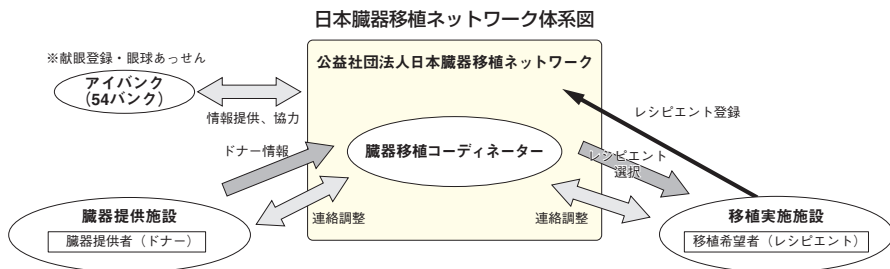 日本臓器移植ネットワーク体系図
公益社団法人日本臓器移植ネットワーク
※献眼登録・眼球あっせん
アイバンク
（54バンク）
情報提供、協力
レシピエント登録
ドナー情報
臓器移植コーディネーター
レシピエント
選択
臓器提供施設
臓器提供者（ドナー）
連絡調整
連絡調整
移植実施施設
移植希望者（レシピエント）